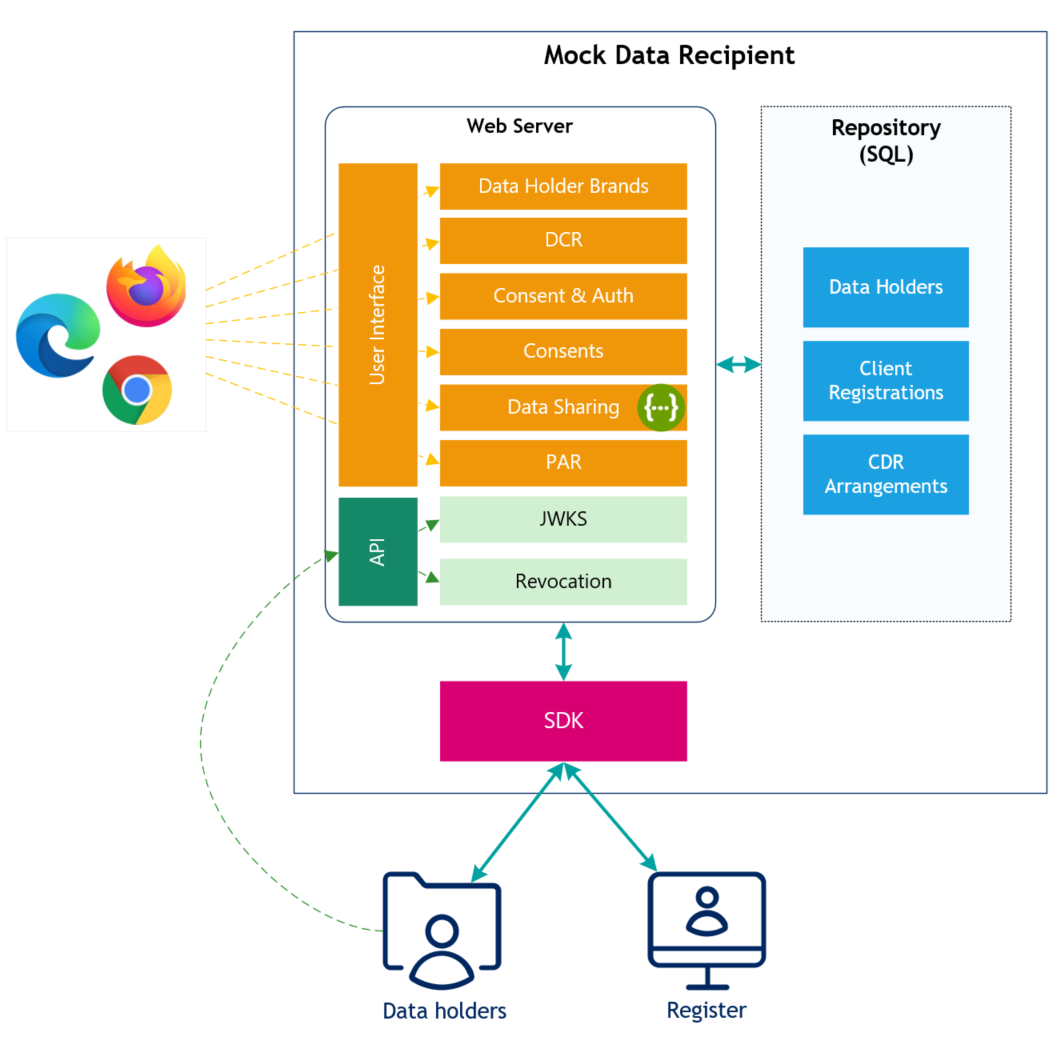 Mock Data Recipient
Web Server
User Interface
Data Holder Brands
DCR
Consent & Auth
Consents
Data Sharing
{···}
PAR
API
JWKS
Revocation
Repository
(SQL)
Data Holders
Client
Registrations
CDR
Arrangements
SDK
Data holders
Register